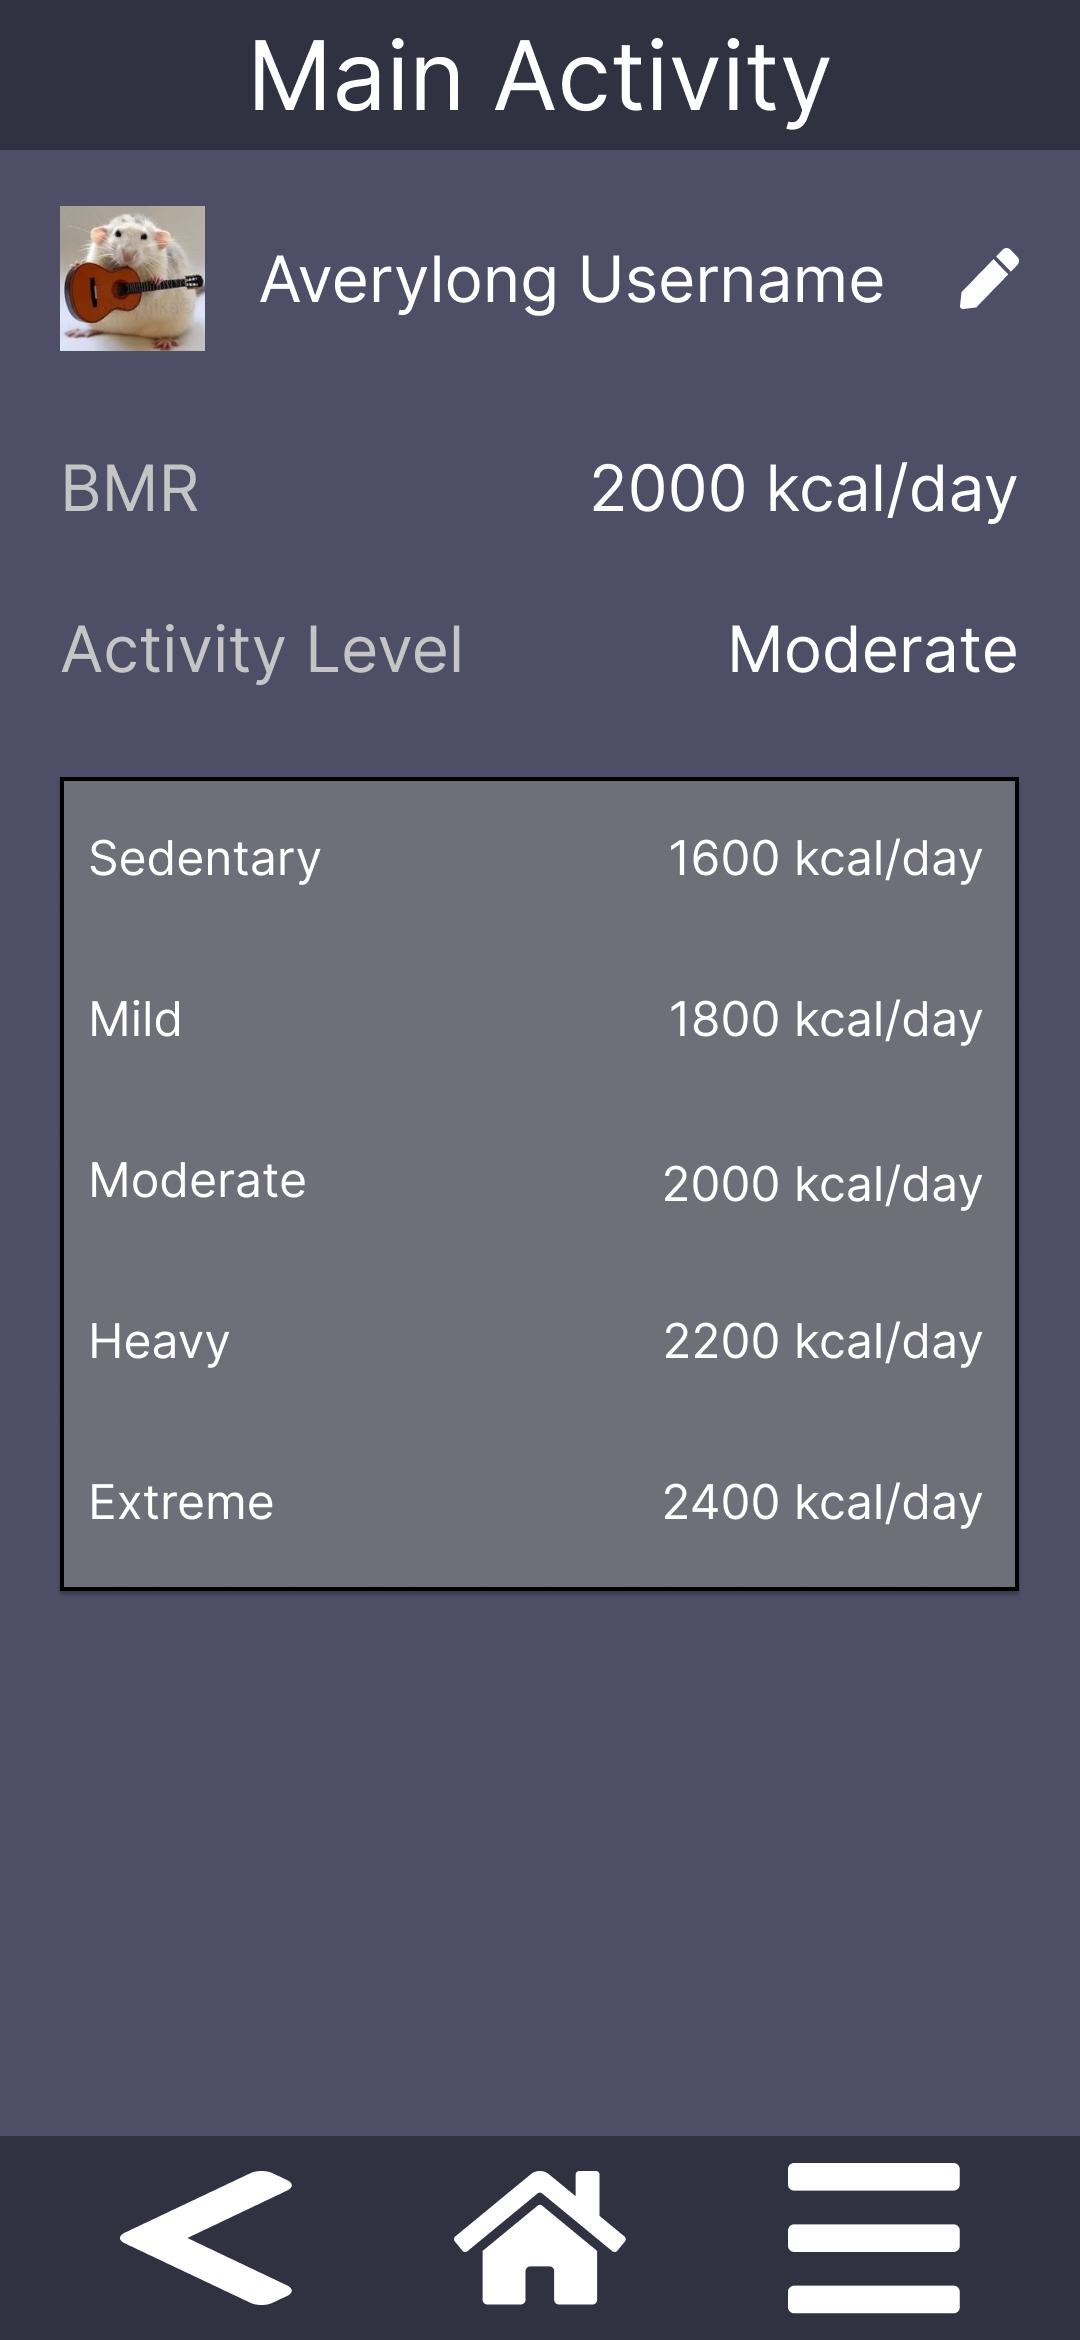 Main Activity
Averylong Username
BMR 2000 kcal/day
Activity Level Moderate
Sedentary 1600 kcal/day
Mild 1800 kcal/day
Moderate 2000 kcal/day
Heavy 2200 kcal/day
Extreme 2400 kcal/day